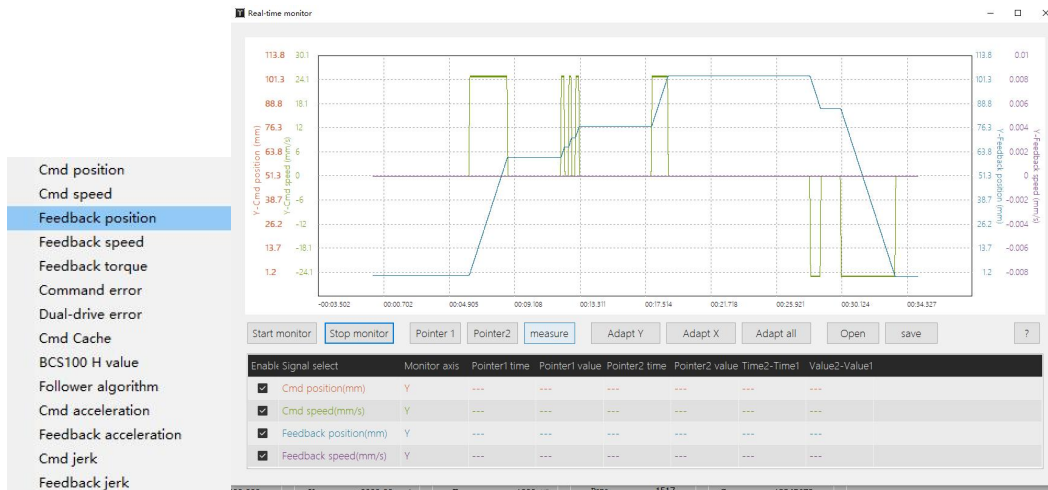 Cmd position
Cmd speed
Feedback position
Feedback speed
Feedback torque
Command error
Dual-drive error
Cmd Cache
BCS100 H value
Follower algorithm
Cmd acceleration
Feedback acceleration
Cmd jerk
Feedback jerk
Real-time monitor
113.8 30.1 113.8 0.01
101.3 24.1 101.3 0.008
88.8 18.1 88.8 0.006
76.3 12 76.3 0.004
63.8 6 63.8 0.002
51.3 0 51.3 0
38.7 -6 38.7 -0.002
26.2 -12 26.2 -0.004
13.7 -18.1 13.7 -0.006
1.2 -24.1 1.2 -0.008
Y-Cmd position (mm)
Y-Cmd speed (mm/s)
Y-Feedback position (mm)
Y-Feedback speed (mm/s)
-00:03.502 00:00.702 00:04.905 00:09.108 00:13.311 00:17.514 00:21.718 00:25.921 00:30.124 00:34.327
Start monitor Stop monitor Pointer 1 Pointer2 measure Adapt Y Adapt X Adapt all Open save ?
Enable Signal select Monitor axis Pointer1 time Pointer1 value Pointer2 time Pointer2 value Time2-Time1 Value2-Value1
Cmd position(mm) Y --- --- --- --- --- ---
Cmd speed(mm/s) Y --- --- --- --- --- ---
Feedback position(mm) Y --- --- --- --- --- ---
Feedback speed(mm/s) Y --- --- --- --- --- ---